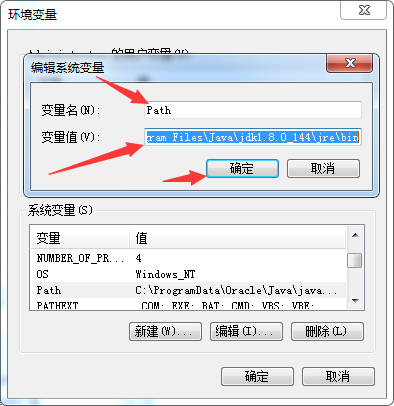 环境变量
的用户变量(U)
编辑系统变量
变量名(N):
Path
变量值(V):
ram Files\Java\jdk1.8.0_144\jre\bin
确定
取消
系统变量(S)
变量 值
NUMBER_OF_PR... 4
OS Windows_NT
Path C:\ProgramData\Oracle\Java\java...
PATHEXT .COM;.EXE;.BAT;.CMD;.VBS;.VBE;
新建(W)...
编辑(I)...
删除(L)
确定
取消